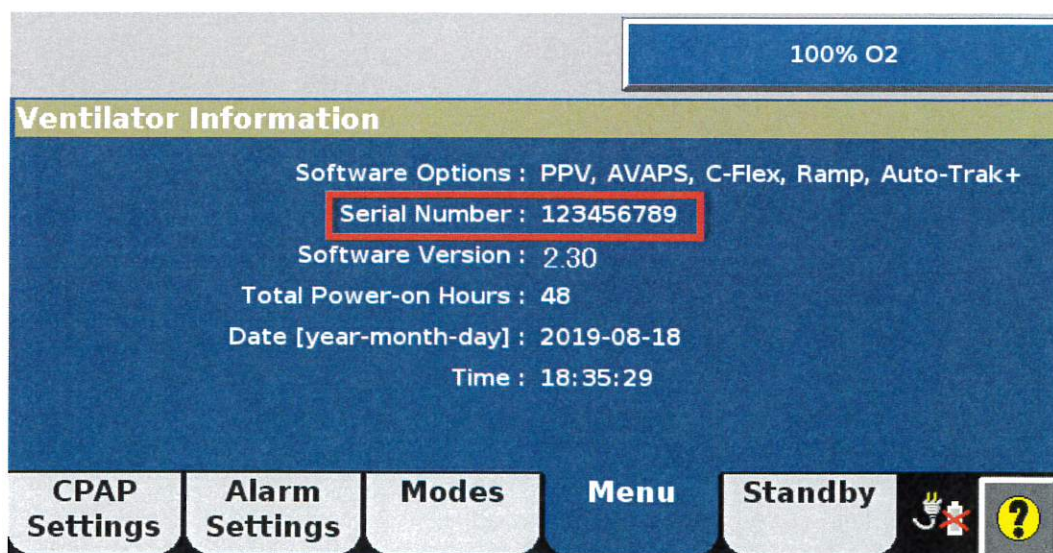 100% O2
Ventilator Information
Software Options : PPV, AVAPS, C-Flex, Ramp, Auto-Trak+
Serial Number : 123456789
Software Version : 2.30
Total Power-on Hours : 48
Date [year-month-day] : 2019-08-18
Time : 18:35:29
CPAP Settings
Alarm Settings
Modes
Menu
Standby
?